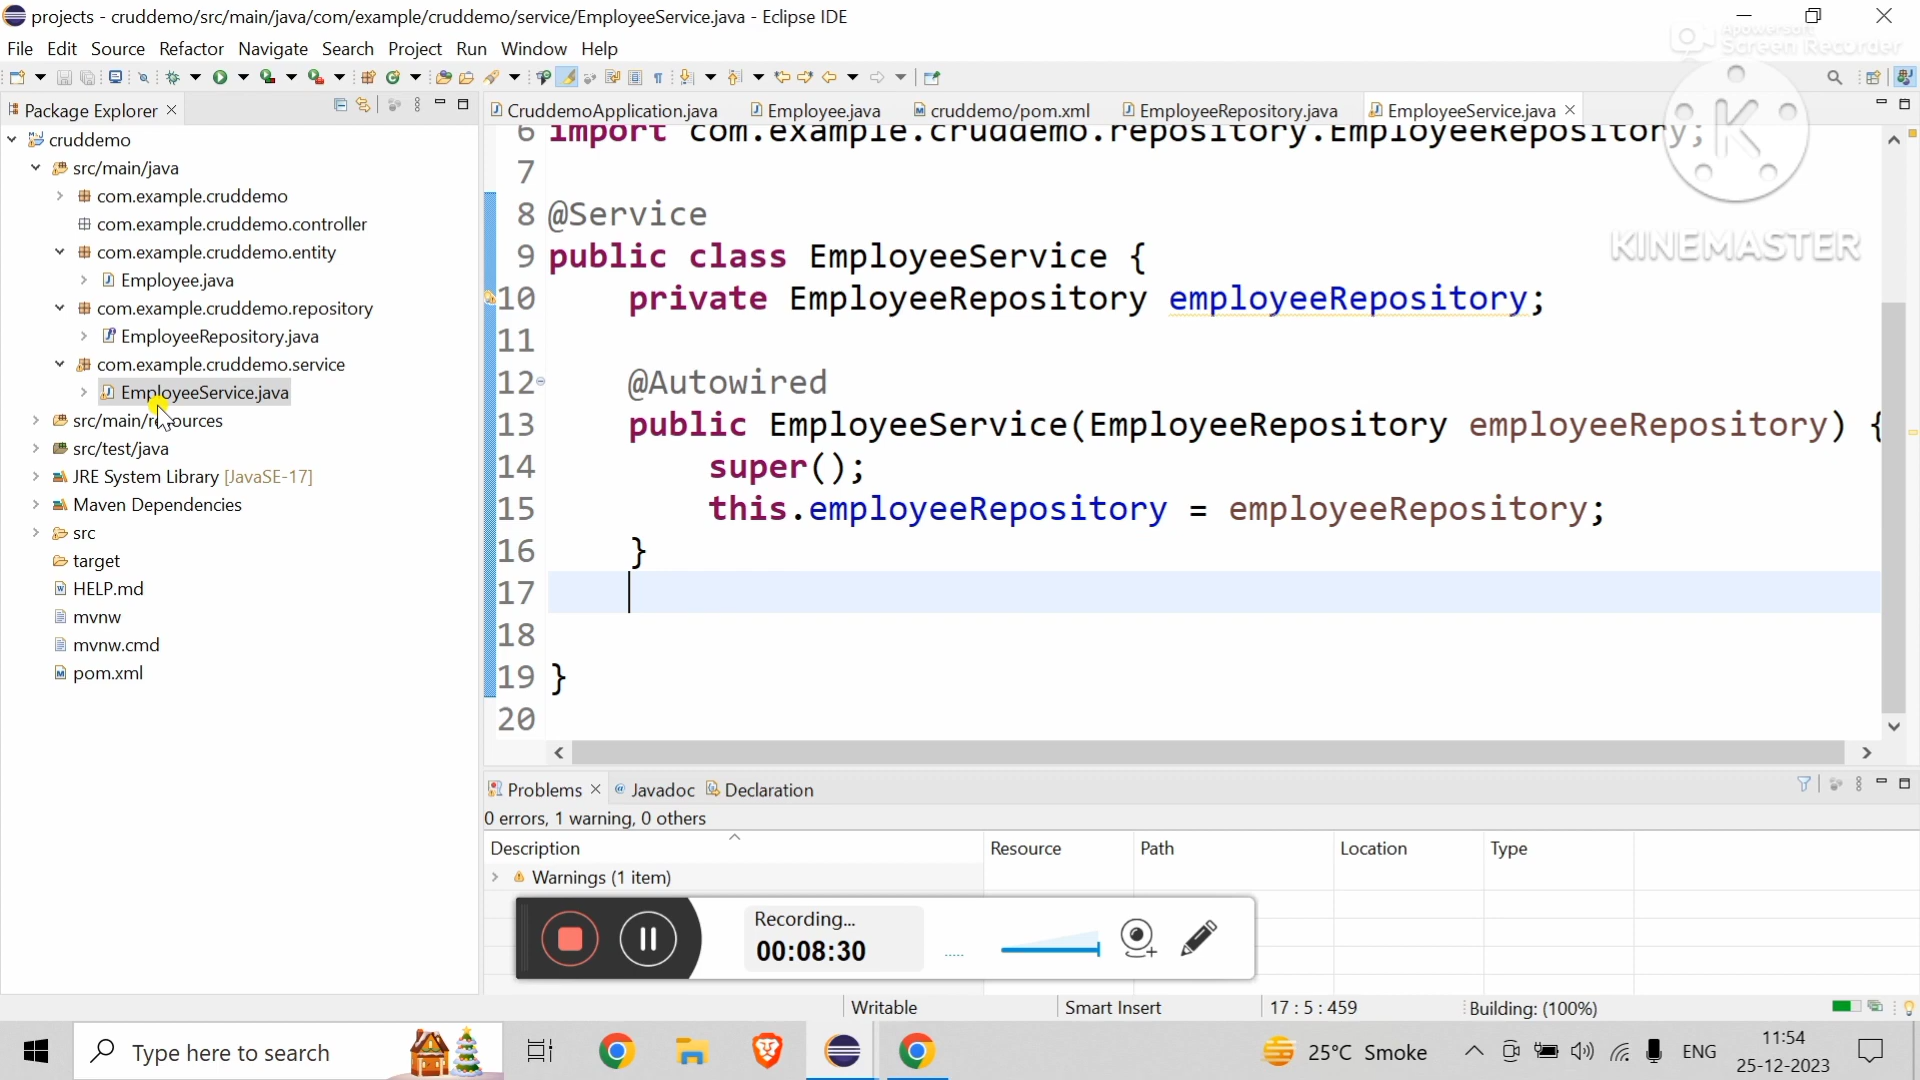 projects - cruddemo/src/main/java/com/example/cruddemo/service/EmployeeService.java - Eclipse IDE
File Edit Source Refactor Navigate Search Project Run Window Help
Apowersoft
Screen Recorder
Package Explorer
CruddemoApplication.java Employee.java cruddemo/pom.xml EmployeeRepository.java EmployeeService.java
cruddemo
src/main/java
com.example.cruddemo
com.example.cruddemo.controller
com.example.cruddemo.entity
Employee.java
com.example.cruddemo.repository
EmployeeRepository.java
com.example.cruddemo.service
EmployeeService.java
src/main/resources
src/test/java
JRE System Library [JavaSE-17]
Maven Dependencies
src
target
HELP.md
mvnw
mvnw.cmd
pom.xml
6 import com.example.cruddemo.repository.EmployeeRepository;
7
8 @Service
9 public class EmployeeService {
10 private EmployeeRepository employeeRepository;
11
12 @Autowired
13 public EmployeeService(EmployeeRepository employeeRepository) {
14 super();
15 this.employeeRepository = employeeRepository;
16 }
17
18
19 }
20
K
KINEMASTER
Problems @ Javadoc Declaration
0 errors, 1 warning, 0 others
Description Resource Path Location Type
Warnings (1 item)
Recording...
00:08:30
Writable Smart Insert 17 : 5 : 459 Building: (100%)
Type here to search
25°C Smoke ENG
11:54
25-12-2023